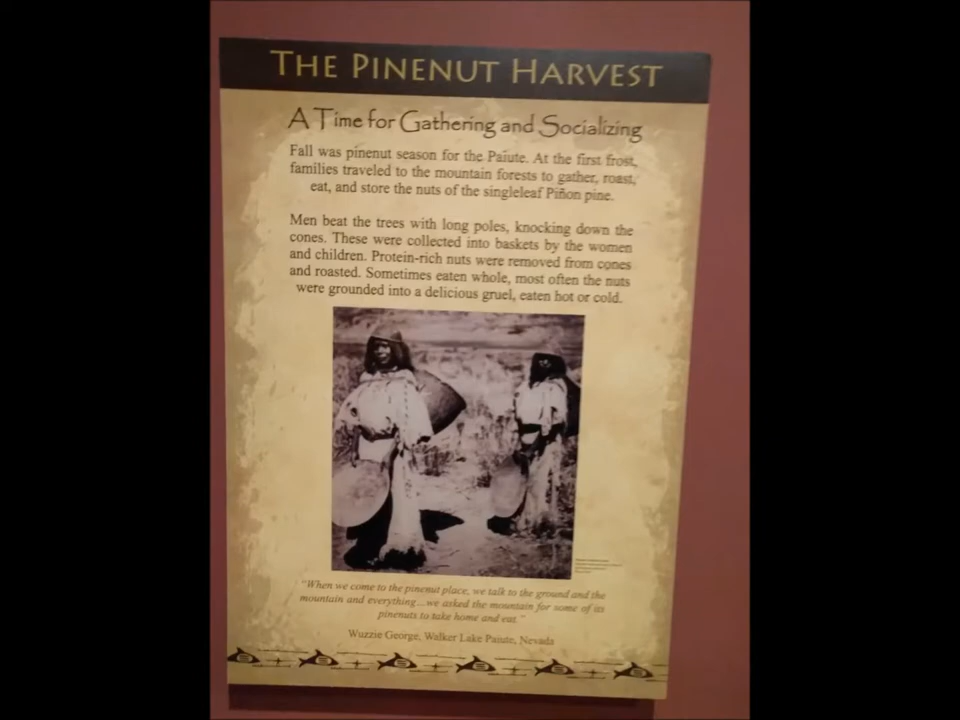 THE PINENUT HARVEST
A Time for Gathering and Socializing
Fall was pinenut season for the Paiute. At the first frost,
families traveled to the mountain forests to gather, roast,
eat, and store the nuts of the singleleaf Piñon pine.
Men beat the trees with long poles, knocking down the
cones. These were collected into baskets by the women
and children. Protein-rich nuts were removed from cones
and roasted. Sometimes eaten whole, most often the nuts
were grounded into a delicious gruel, eaten hot or cold.
"When we come to the pinenut place, we talk to the ground and the
mountain and everything...we asked the mountain for some of its
pinenuts to take home and eat."
Wuzzie George, Walker Lake Paiute, Nevada